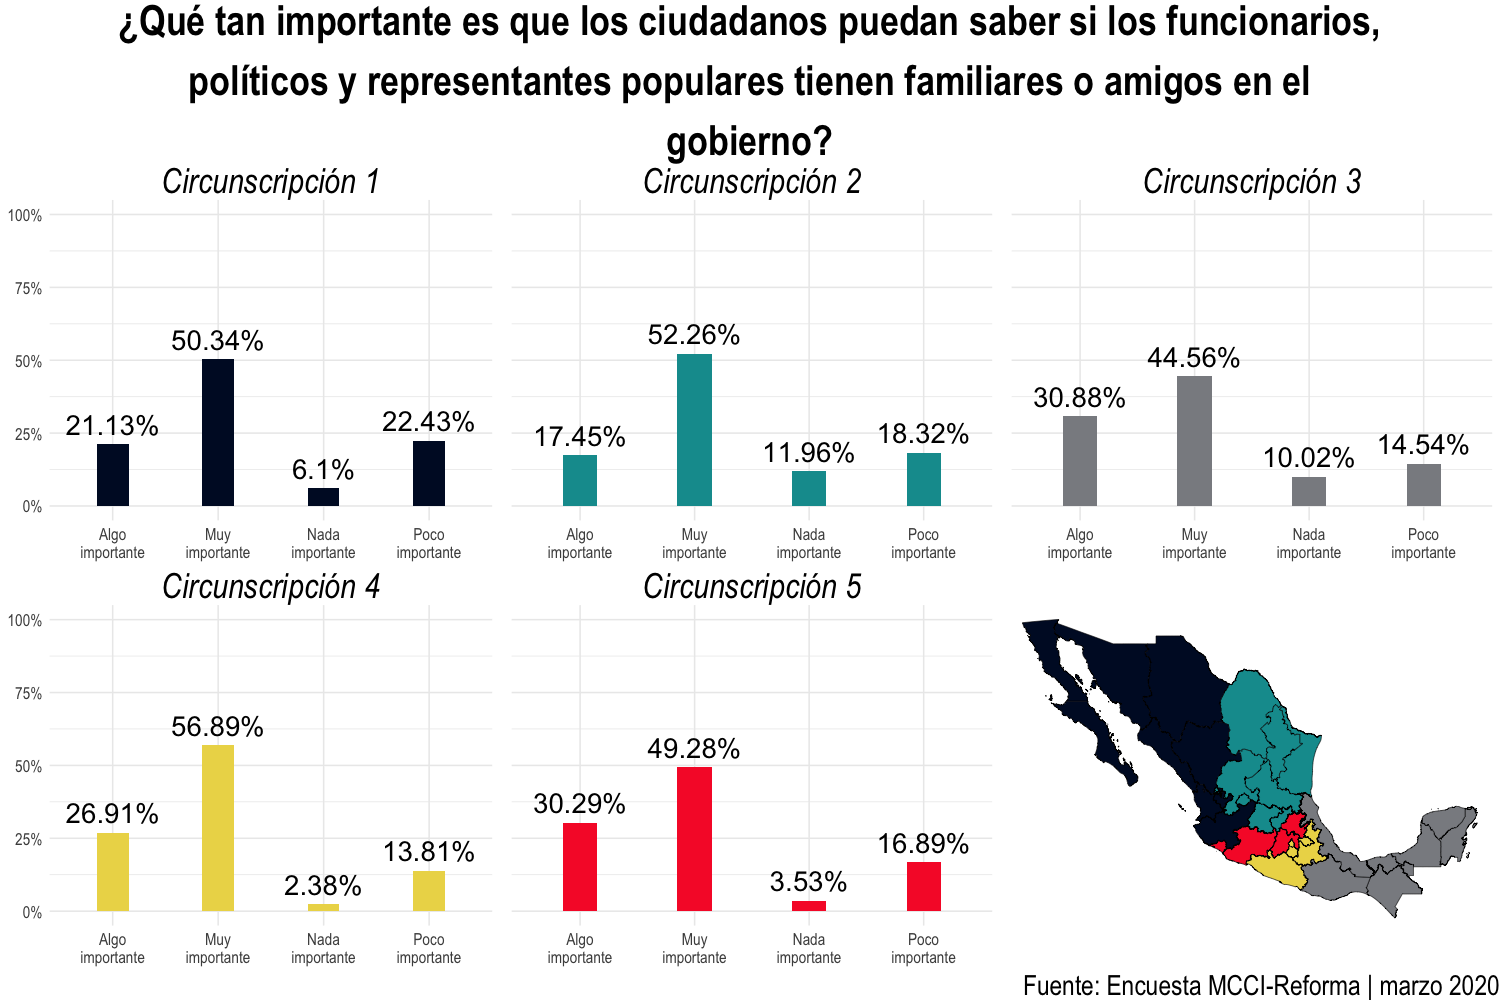 ¿Qué tan importante es que los ciudadanos puedan saber si los funcionarios,
políticos y representantes populares tienen familiares o amigos en el
gobierno?
Circunscripción 1
100%
75%
50%
25%
0%
21.13%
50.34%
6.1%
22.43%
Algo
importante
Muy
importante
Nada
importante
Poco
importante
Circunscripción 2
17.45%
52.26%
11.96%
18.32%
Algo
importante
Muy
importante
Nada
importante
Poco
importante
Circunscripción 3
30.88%
44.56%
10.02%
14.54%
Algo
importante
Muy
importante
Nada
importante
Poco
importante
Circunscripción 4
100%
75%
50%
25%
0%
26.91%
56.89%
2.38%
13.81%
Algo
importante
Muy
importante
Nada
importante
Poco
importante
Circunscripción 5
30.29%
49.28%
3.53%
16.89%
Algo
importante
Muy
importante
Nada
importante
Poco
importante
Fuente: Encuesta MCCI-Reforma | marzo 2020